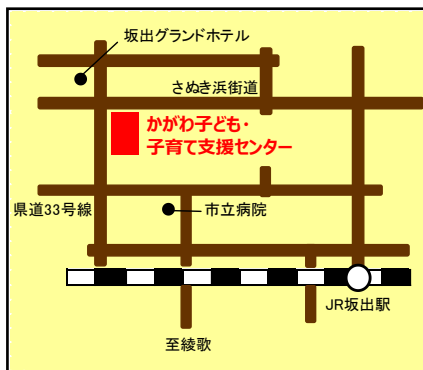 坂出グランドホテル
さぬき浜街道
かがわ子ども・
子育て支援センター
県道33号線
市立病院
JR坂出駅
至綾歌